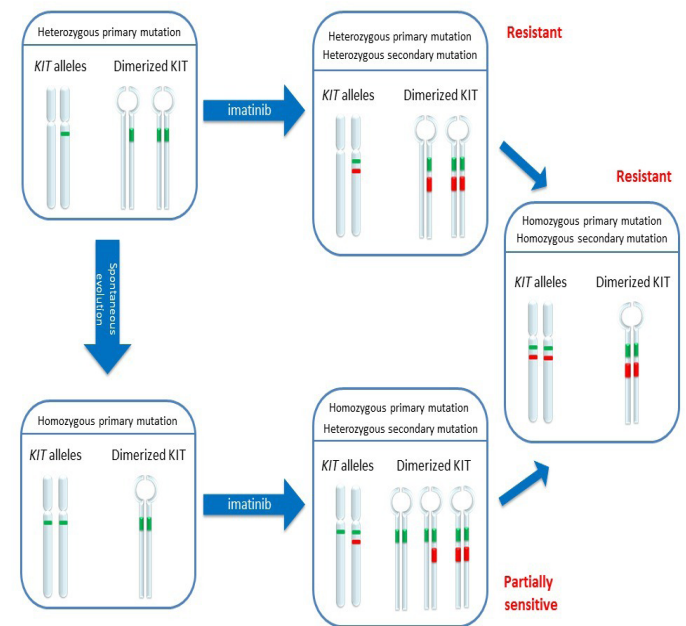 Heterozygous primary mutation
KIT alleles
Dimerized KIT
imatinib
Heterozygous primary mutation
Heterozygous secondary mutation
KIT alleles
Dimerized KIT
Resistant
Spontaneous
evolution
Resistant
Homozygous primary mutation
Homozygous secondary mutation
KIT alleles
Dimerized KIT
Homozygous primary mutation
KIT alleles
Dimerized KIT
imatinib
Homozygous primary mutation
Heterozygous secondary mutation
KIT alleles
Dimerized KIT
Partially
sensitive